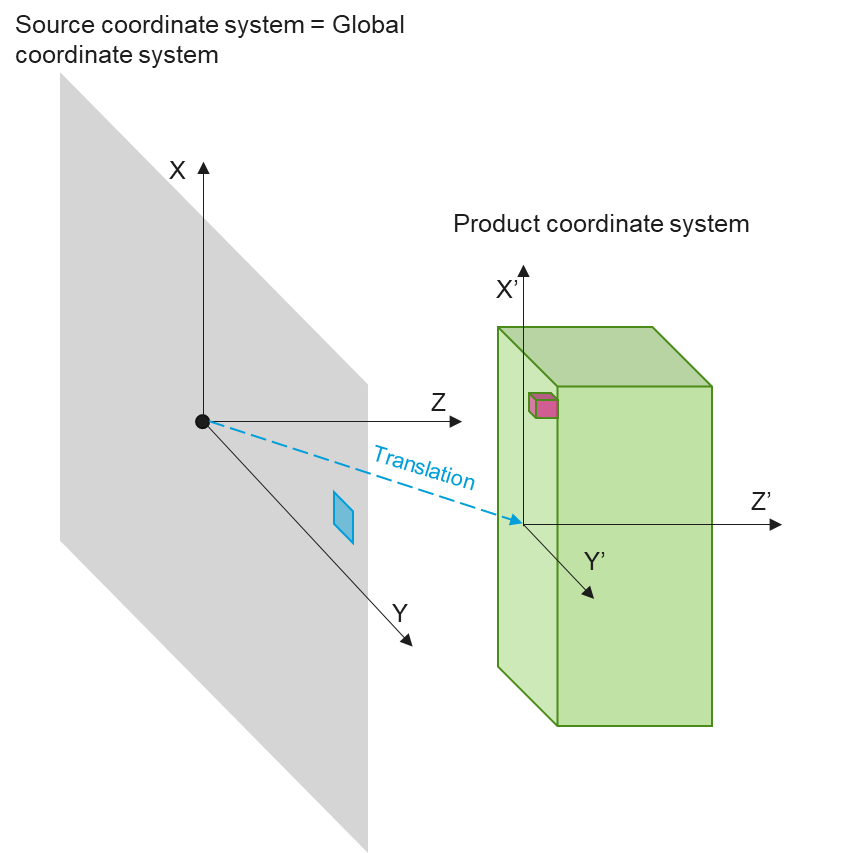 Source coordinate system = Global
coordinate system
X
Product coordinate system
X’
Z
Translation
Z’
Y’
Y